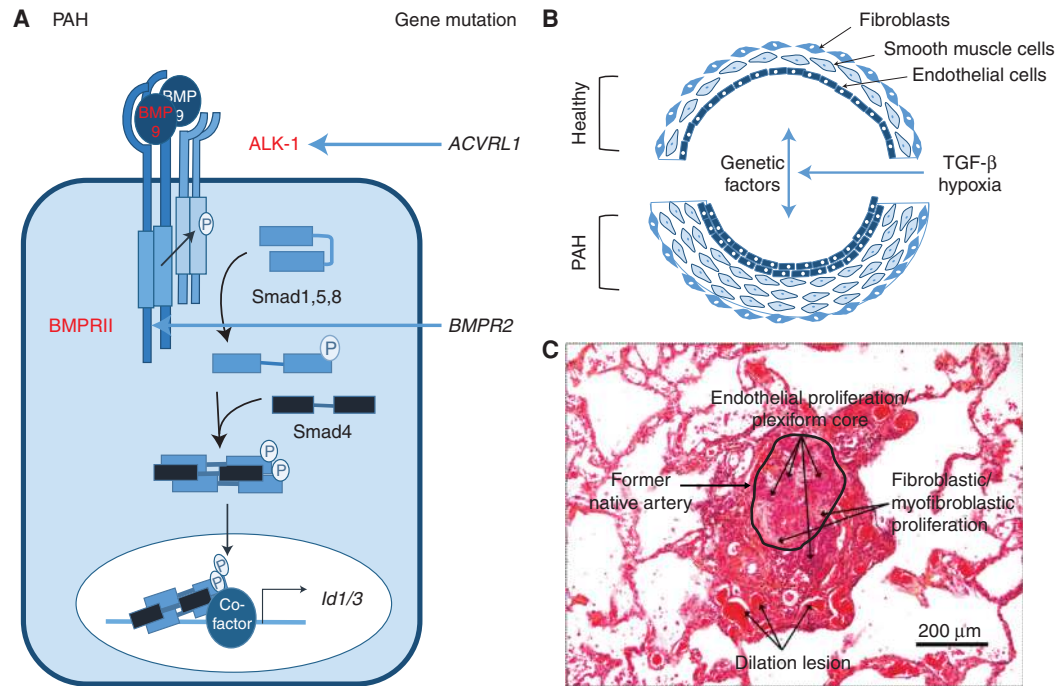 A
PAH
Gene mutation
BMP
9
BMP
9
ALK-1
ACVRL1
P
Smad1,5,8
BMPRII
BMPR2
P
Smad4
P
P
P
P
Co-
factor
Id1/3
B
Fibroblasts
Smooth muscle cells
Endothelial cells
Healthy
Genetic
factors
TGF-β
hypoxia
PAH
C
Endothelial proliferation/
plexiform core
Former
native artery
Fibroblastic/
myofibroblastic
proliferation
200 μm
Dilation lesion